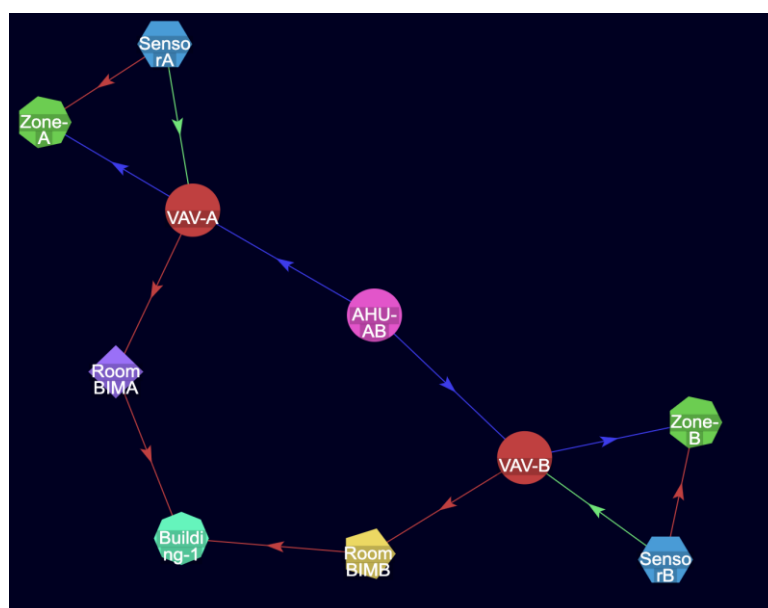 Senso
rA
Zone-
A
VAV-A
AHU-
AB
Room
BIMA
Zone-
B
VAV-B
Buildi
ng-1
Room
BIMB
Senso
rB